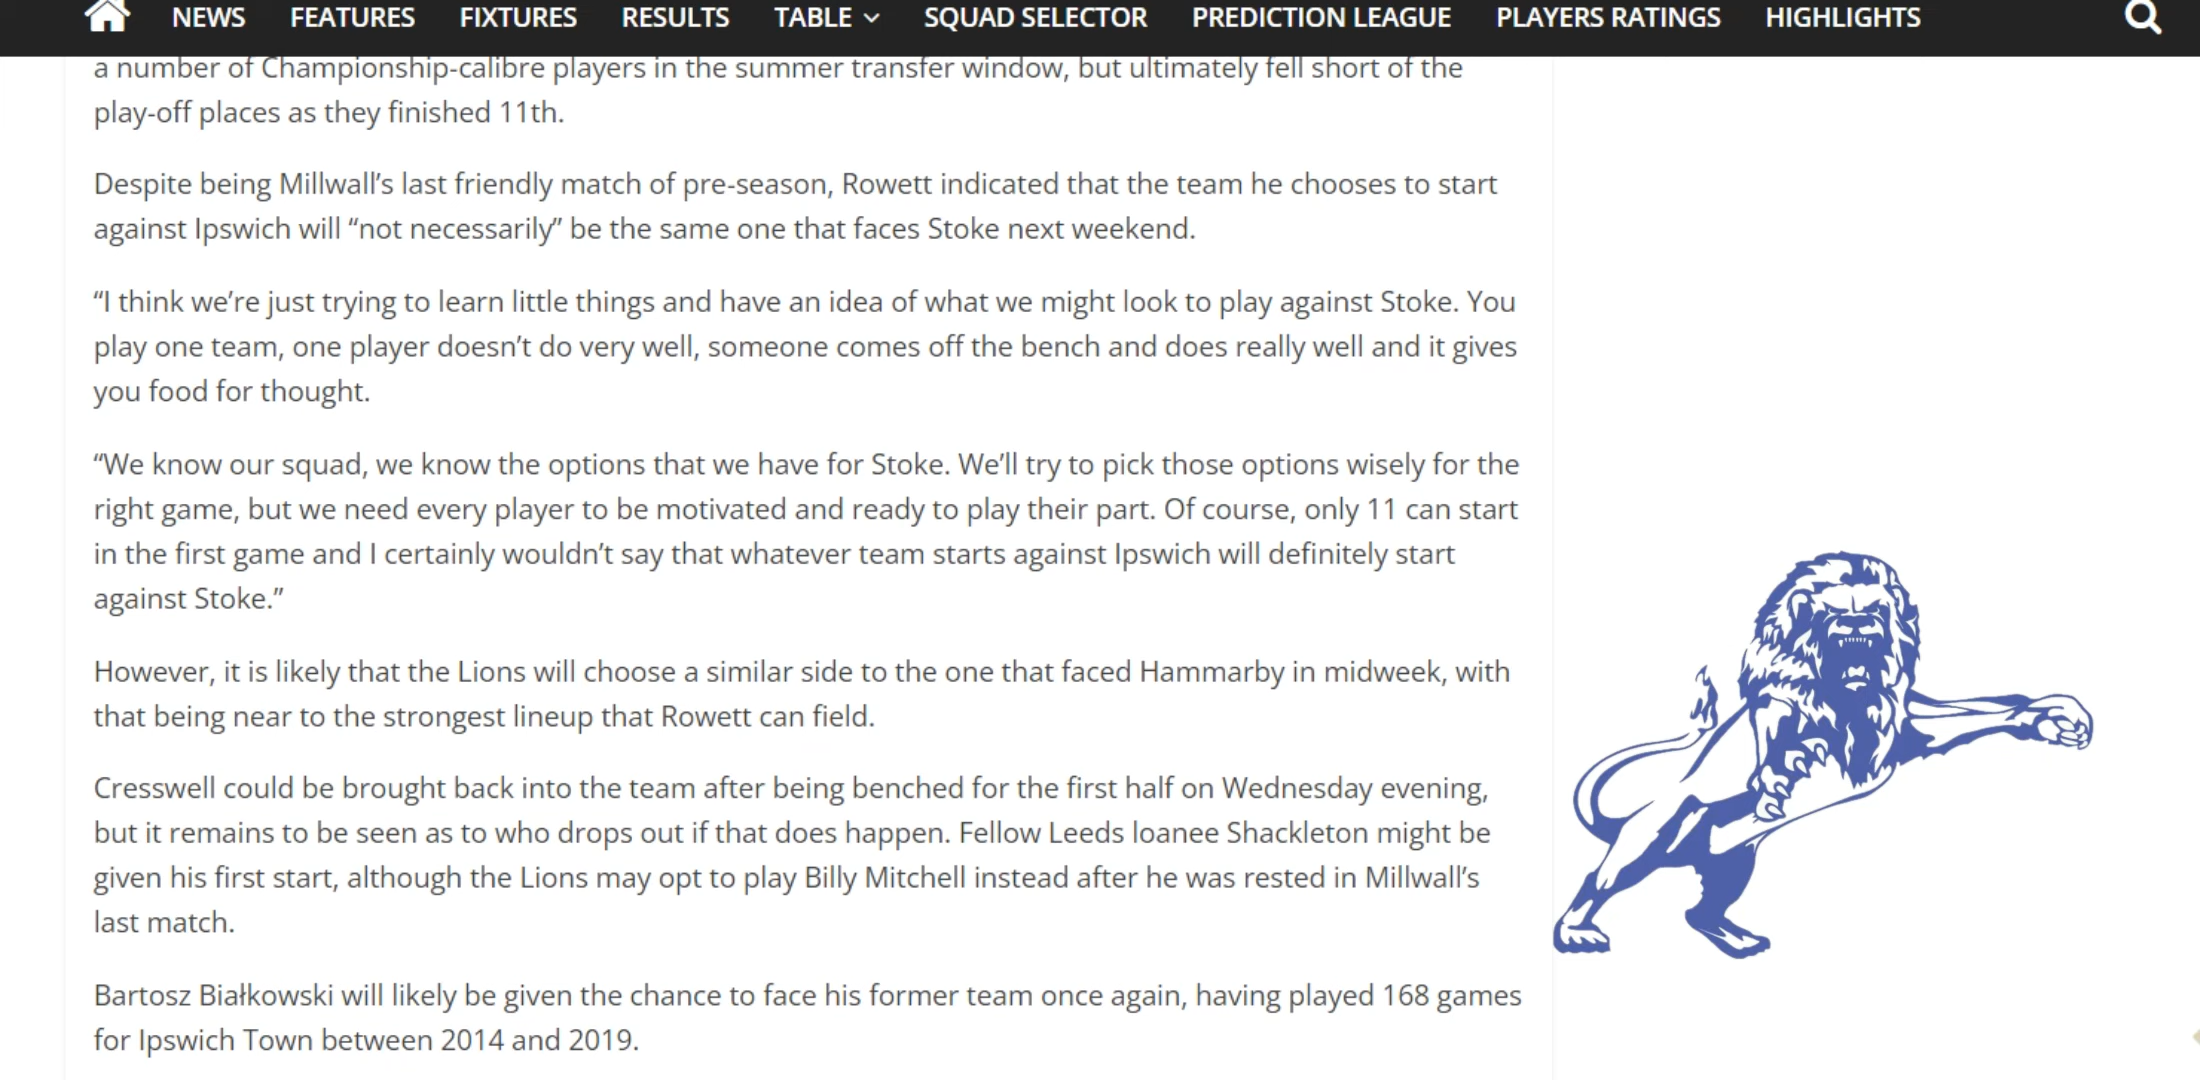 NEWS FEATURES FIXTURES RESULTS TABLE SQUAD SELECTOR PREDICTION LEAGUE PLAYERS RATINGS HIGHLIGHTS
a number of Championship-calibre players in the summer transfer window, but ultimately fell short of the
play-off places as they finished 11th.
Despite being Millwall’s last friendly match of pre-season, Rowett indicated that the team he chooses to start
against Ipswich will “not necessarily” be the same one that faces Stoke next weekend.
“I think we’re just trying to learn little things and have an idea of what we might look to play against Stoke. You
play one team, one player doesn’t do very well, someone comes off the bench and does really well and it gives
you food for thought.
“We know our squad, we know the options that we have for Stoke. We’ll try to pick those options wisely for the
right game, but we need every player to be motivated and ready to play their part. Of course, only 11 can start
in the first game and I certainly wouldn’t say that whatever team starts against Ipswich will definitely start
against Stoke.”
However, it is likely that the Lions will choose a similar side to the one that faced Hammarby in midweek, with
that being near to the strongest lineup that Rowett can field.
Cresswell could be brought back into the team after being benched for the first half on Wednesday evening,
but it remains to be seen as to who drops out if that does happen. Fellow Leeds loanee Shackleton might be
given his first start, although the Lions may opt to play Billy Mitchell instead after he was rested in Millwall’s
last match.
Bartosz Białkowski will likely be given the chance to face his former team once again, having played 168 games
for Ipswich Town between 2014 and 2019.